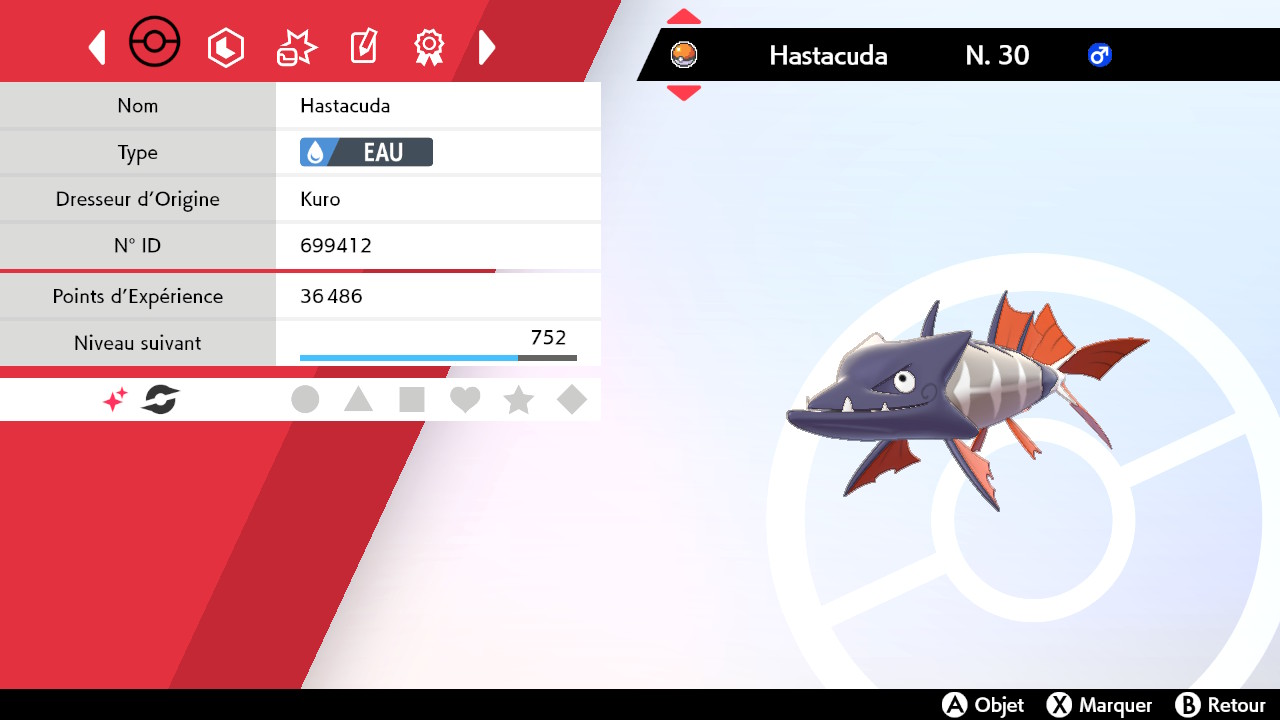 Hastacuda N. 30
Nom Hastacuda
Type EAU
Dresseur d'Origine Kuro
N° ID 699412
Points d'Expérience 36 486
Niveau suivant 752
A Objet X Marquer B Retour